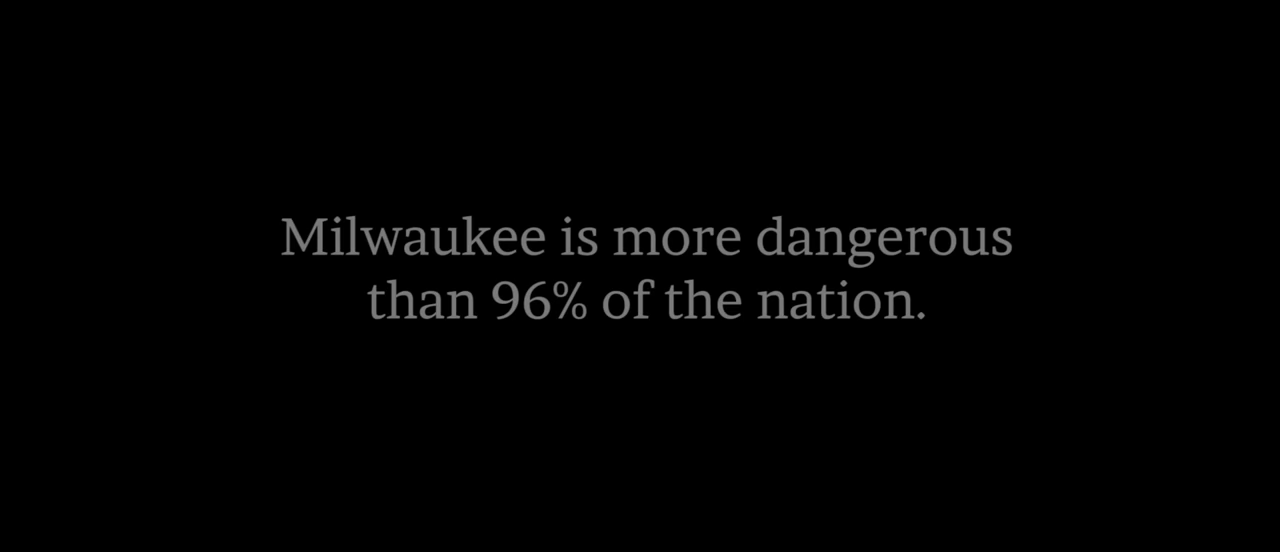 Milwaukee is more dangerous
than 96% of the nation.